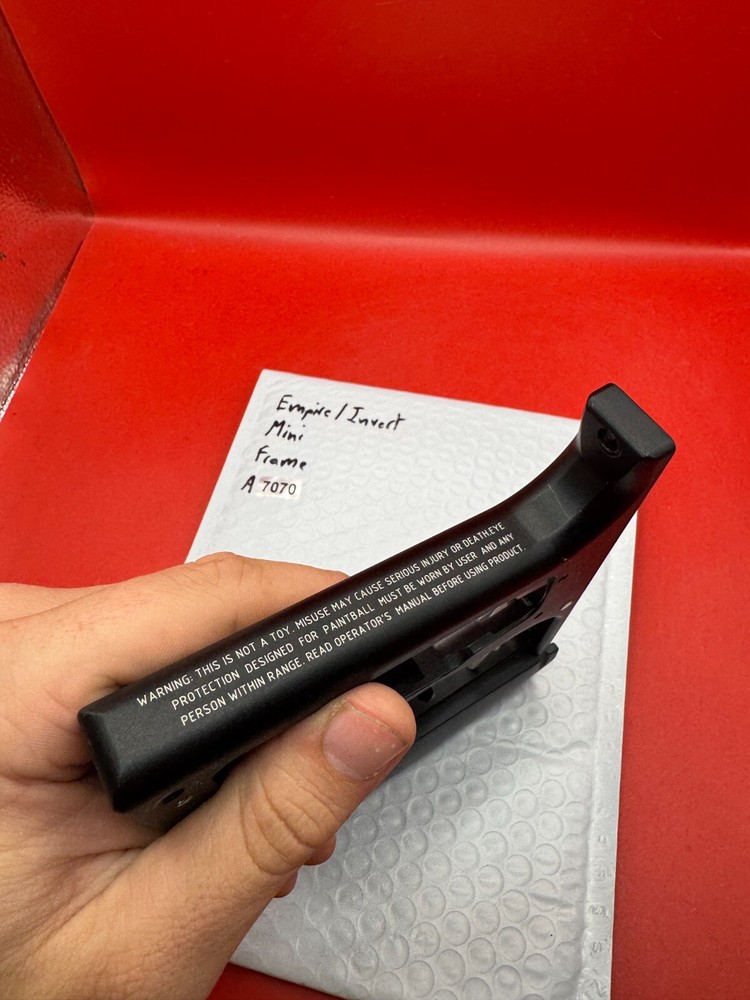 Empire/Invert
Mini
Frame
A 7070
WARNING: THIS IS NOT A TOY. MISUSE MAY CAUSE SERIOUS INJURY OR DEATH.EYE
PROTECTION DESIGNED FOR PAINTBALL MUST BE WORN BY USER AND ANY
PERSON WITHIN RANGE. READ OPERATOR'S MANUAL BEFORE USING PRODUCT.